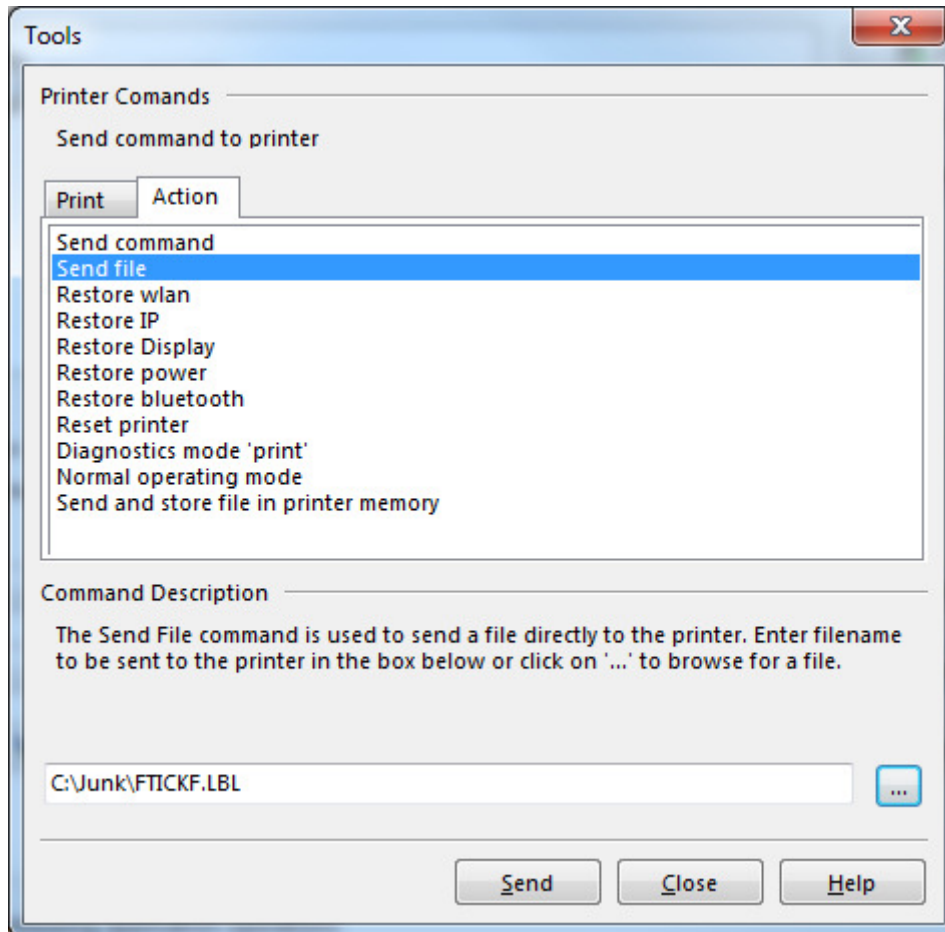 Tools
Printer Comands
Send command to printer
Print
Action
Send command
Send file
Restore wlan
Restore IP
Restore Display
Restore power
Restore bluetooth
Reset printer
Diagnostics mode 'print'
Normal operating mode
Send and store file in printer memory
Command Description
The Send File command is used to send a file directly to the printer. Enter filename
to be sent to the printer in the box below or click on '...' to browse for a file.
C:\Junk\FTICKF.LBL
...
Send
Close
Help